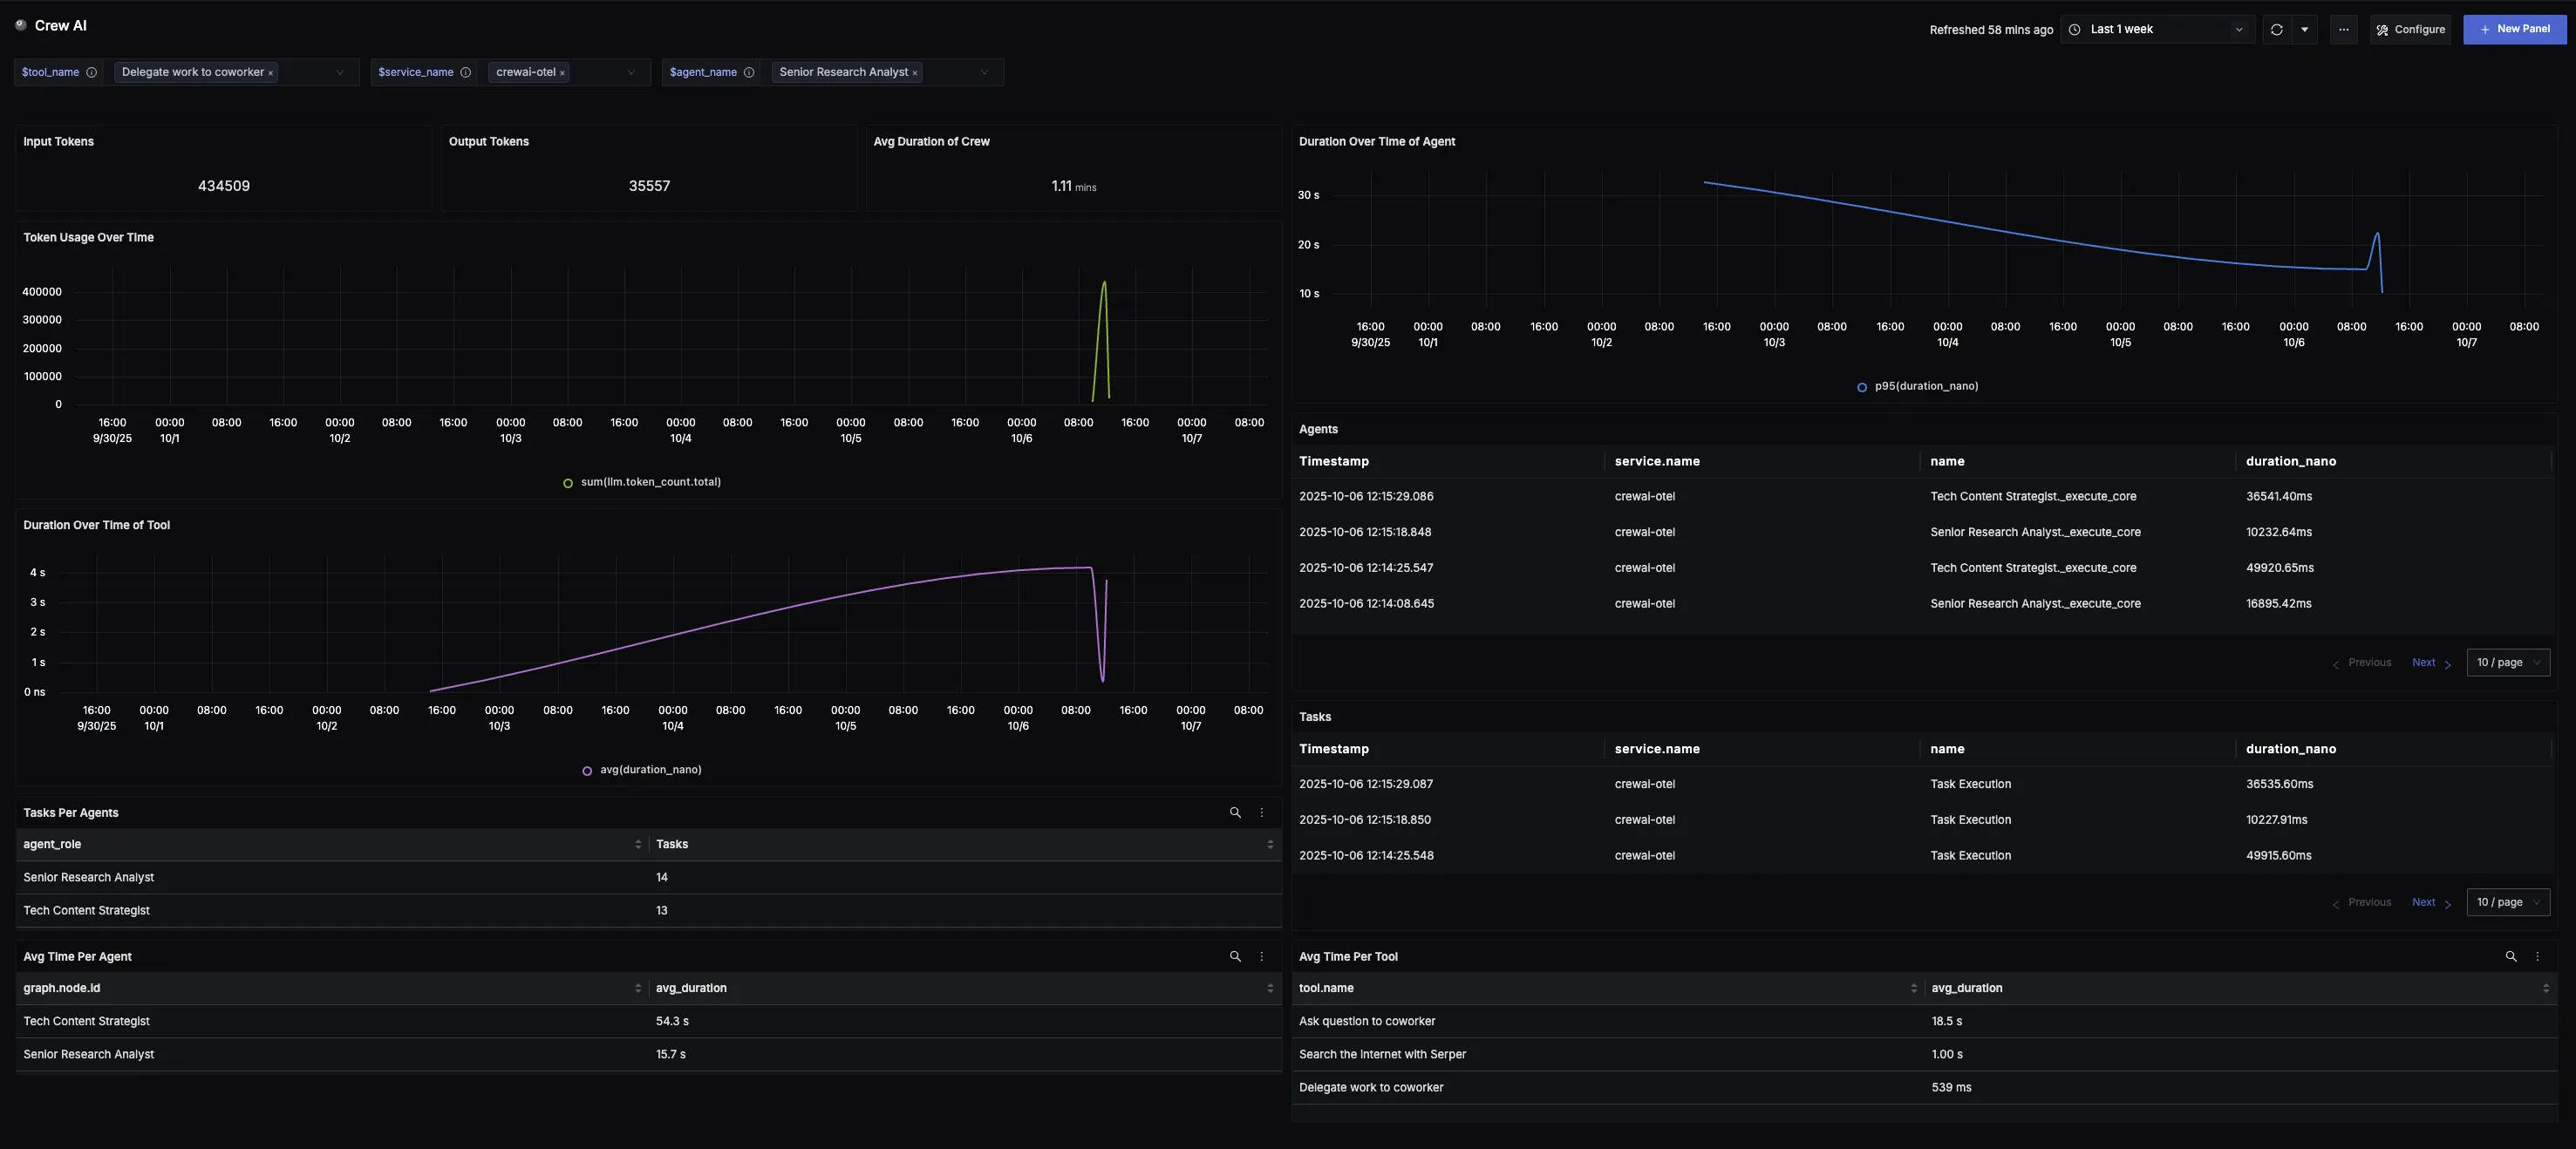 Crew AI
Refreshed 58 mins ago
Last 1 week
Configure
+ New Panel
$tool_name
Delegate work to coworker ×
$service_name
crewai-otel ×
$agent_name
Senior Research Analyst ×
Input Tokens
434509
Output Tokens
35557
Avg Duration of Crew
1.11 mins
Token Usage Over Time
400000
300000
200000
100000
0
16:00 00:00 08:00 16:00 00:00 08:00 16:00 00:00 08:00 16:00 00:00 08:00 16:00 00:00 08:00 16:00 00:00 08:00 16:00 00:00 08:00
9/30/25 10/1 10/2 10/3 10/4 10/5 10/6 10/7
sum(llm.token_count.total)
Duration Over Time of Tool
4 s
3 s
2 s
1 s
0 ns
16:00 00:00 08:00 16:00 00:00 08:00 16:00 00:00 08:00 16:00 00:00 08:00 16:00 00:00 08:00 16:00 00:00 08:00 16:00 00:00 08:00
9/30/25 10/1 10/2 10/3 10/4 10/5 10/6 10/7
avg(duration_nano)
Tasks Per Agents
agent_role Tasks
Senior Research Analyst 14
Tech Content Strategist 13
Avg Time Per Agent
graph.node.id avg_duration
Tech Content Strategist 54.3 s
Senior Research Analyst 15.7 s
Duration Over Time of Agent
30 s
20 s
10 s
16:00 00:00 08:00 16:00 00:00 08:00 16:00 00:00 08:00 16:00 00:00 08:00 16:00 00:00 08:00 16:00 00:00 08:00 16:00 00:00 08:00
9/30/25 10/1 10/2 10/3 10/4 10/5 10/6 10/7
p95(duration_nano)
Agents
Timestamp service.name name duration_nano
2025-10-06 12:15:29.086 crewai-otel Tech Content Strategist._execute_core 36541.40ms
2025-10-06 12:15:18.848 crewai-otel Senior Research Analyst._execute_core 10232.64ms
2025-10-06 12:14:25.547 crewai-otel Tech Content Strategist._execute_core 49920.65ms
2025-10-06 12:14:08.645 crewai-otel Senior Research Analyst._execute_core 16895.42ms
< Previous Next > 10 / page
Tasks
Timestamp service.name name duration_nano
2025-10-06 12:15:29.087 crewai-otel Task Execution 36535.60ms
2025-10-06 12:15:18.850 crewai-otel Task Execution 10227.91ms
2025-10-06 12:14:25.548 crewai-otel Task Execution 49915.60ms
< Previous Next > 10 / page
Avg Time Per Tool
tool.name avg_duration
Ask question to coworker 18.5 s
Search the internet with Serper 1.00 s
Delegate work to coworker 539 ms